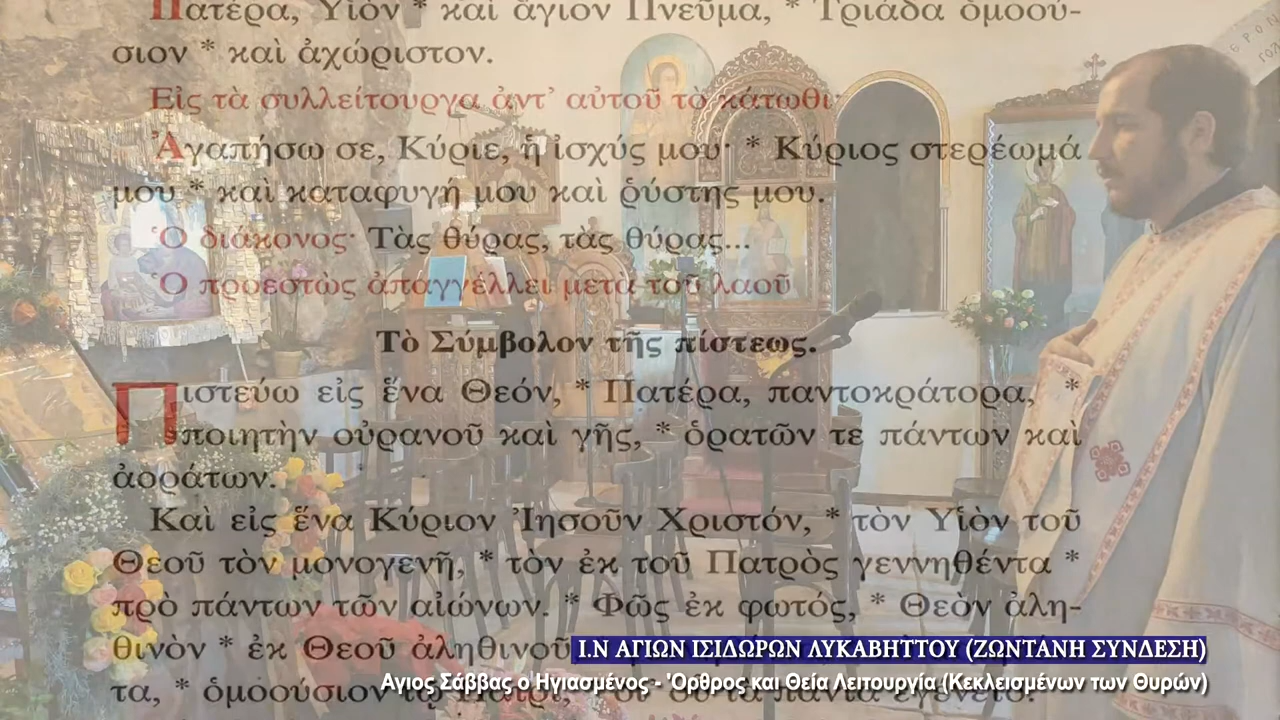 Πατέρα, Υἱὸν * καὶ ἅγιον Πνεῦμα, * Τριάδα ὁμοού-
σιον * καὶ ἀχώριστον.
Εἰς τὰ συλλείτουργα ἀντ' αὐτοῦ τὸ κάτωθι·
Ἀγαπήσω σε, Κύριε, ἡ ἰσχύς μου· * Κύριος στερέωμά
μου * καὶ καταφυγή μου καὶ ῥύστης μου.
Ὁ διάκονος· Τὰς θύρας, τὰς θύρας...
Ὁ προεστὼς ἀπαγγέλλει μετὰ τοῦ λαοῦ
Τὸ Σύμβολον τῆς πίστεως.
Πιστεύω εἰς ἕνα Θεόν, * Πατέρα, παντοκράτορα, *
ποιητὴν οὐρανοῦ καὶ γῆς, * ὁρατῶν τε πάντων καὶ
ἀοράτων.
Καὶ εἰς ἕνα Κύριον Ἰησοῦν Χριστόν, * τὸν Υἱὸν τοῦ
Θεοῦ τὸν μονογενῆ, * τὸν ἐκ τοῦ Πατρὸς γεννηθέντα *
πρὸ πάντων τῶν αἰώνων. * Φῶς ἐκ φωτός, * Θεὸν ἀλη-
θινὸν * ἐκ Θεοῦ ἀληθινοῦ
Ι.Ν ΑΓΙΩΝ ΙΣΙΔΩΡΩΝ ΛΥΚΑΒΗΤΤΟΥ (ΖΩΝΤΑΝΗ ΣΥΝΔΕΣΗ)
τα, * ὁμοούσιον
Αγιος Σάββας ο Ηγιασμένος - Όρθρος και Θεία Λειτουργία (Κεκλεισμένων των Θυρών)